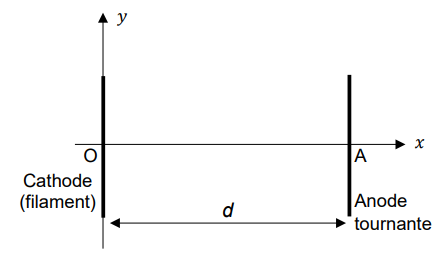 y
x
O
A
Cathode
(filament)
d
Anode
tournante